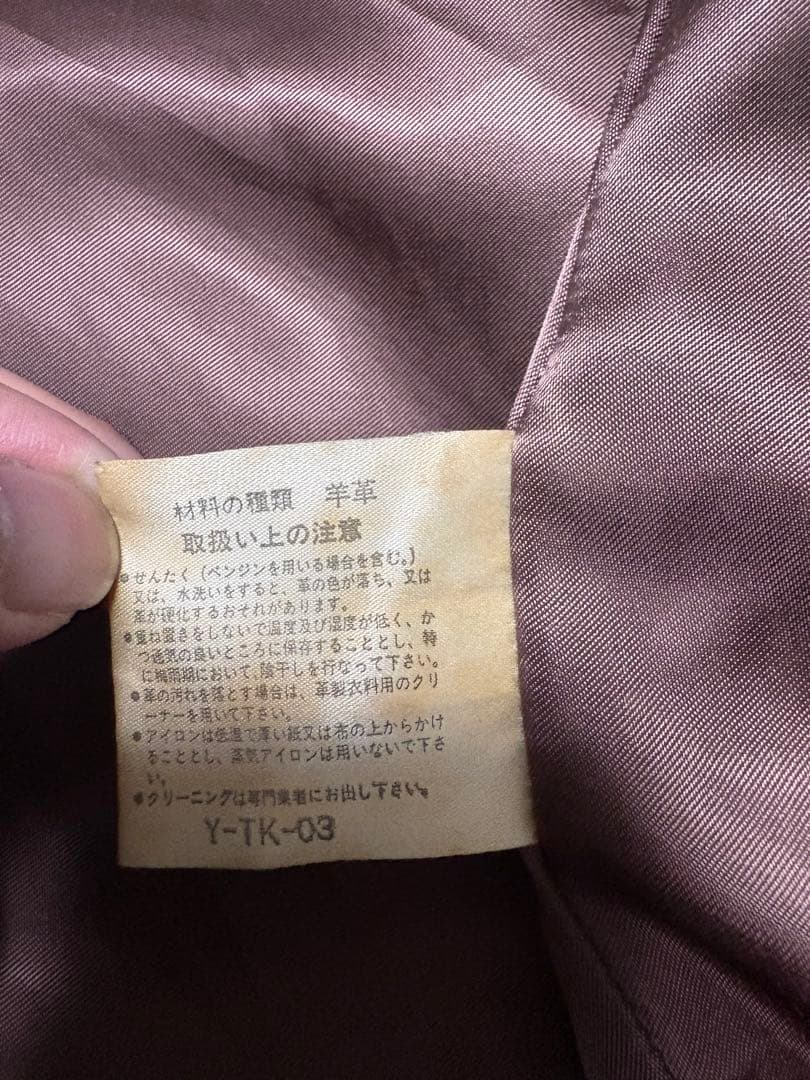 材料の種類 羊革
取扱い上の注意
●せんたく(ベンジンを用いる場合を含む。)
又は、水洗いをすると、革の色が落ち、又は
革が硬化するおそれがあります。
●重ね置きをしないで温度及び湿度が低く、か
つ通気の良いところに保存することとし、特
に梅雨期において、陰干しを行なって下さい。
●革の汚れを落とす場合は、革製衣料用のクリ
ーナーを用いて下さい。
●アイロンは低温で厚い紙又は布の上からかけ
ることとし、蒸気アイロンは用いないで下さ
い。
●クリーニングは専門業者にお出し下さい。
Y-TK-03